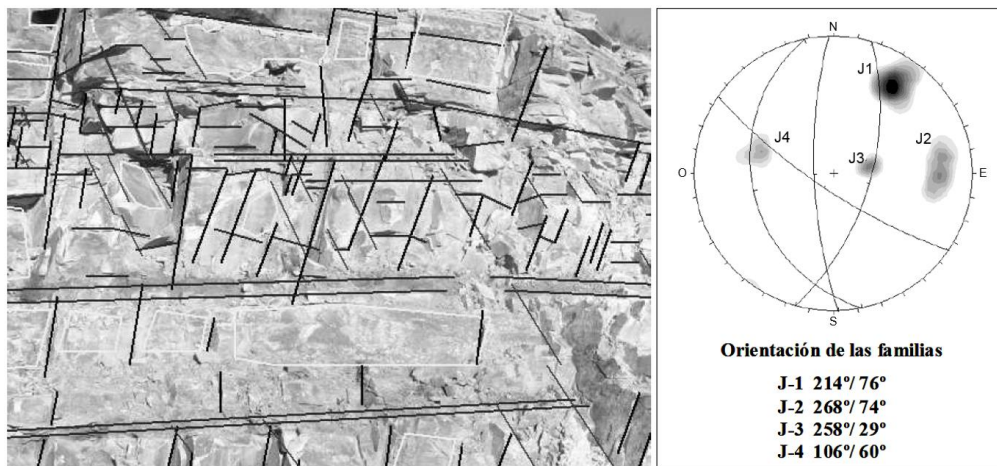 N
J1
J4
J2
J3
O
E
S
Orientación de las familias
J-1 214º/ 76º
J-2 268º/ 74º
J-3 258º/ 29º
J-4 106º/ 60º